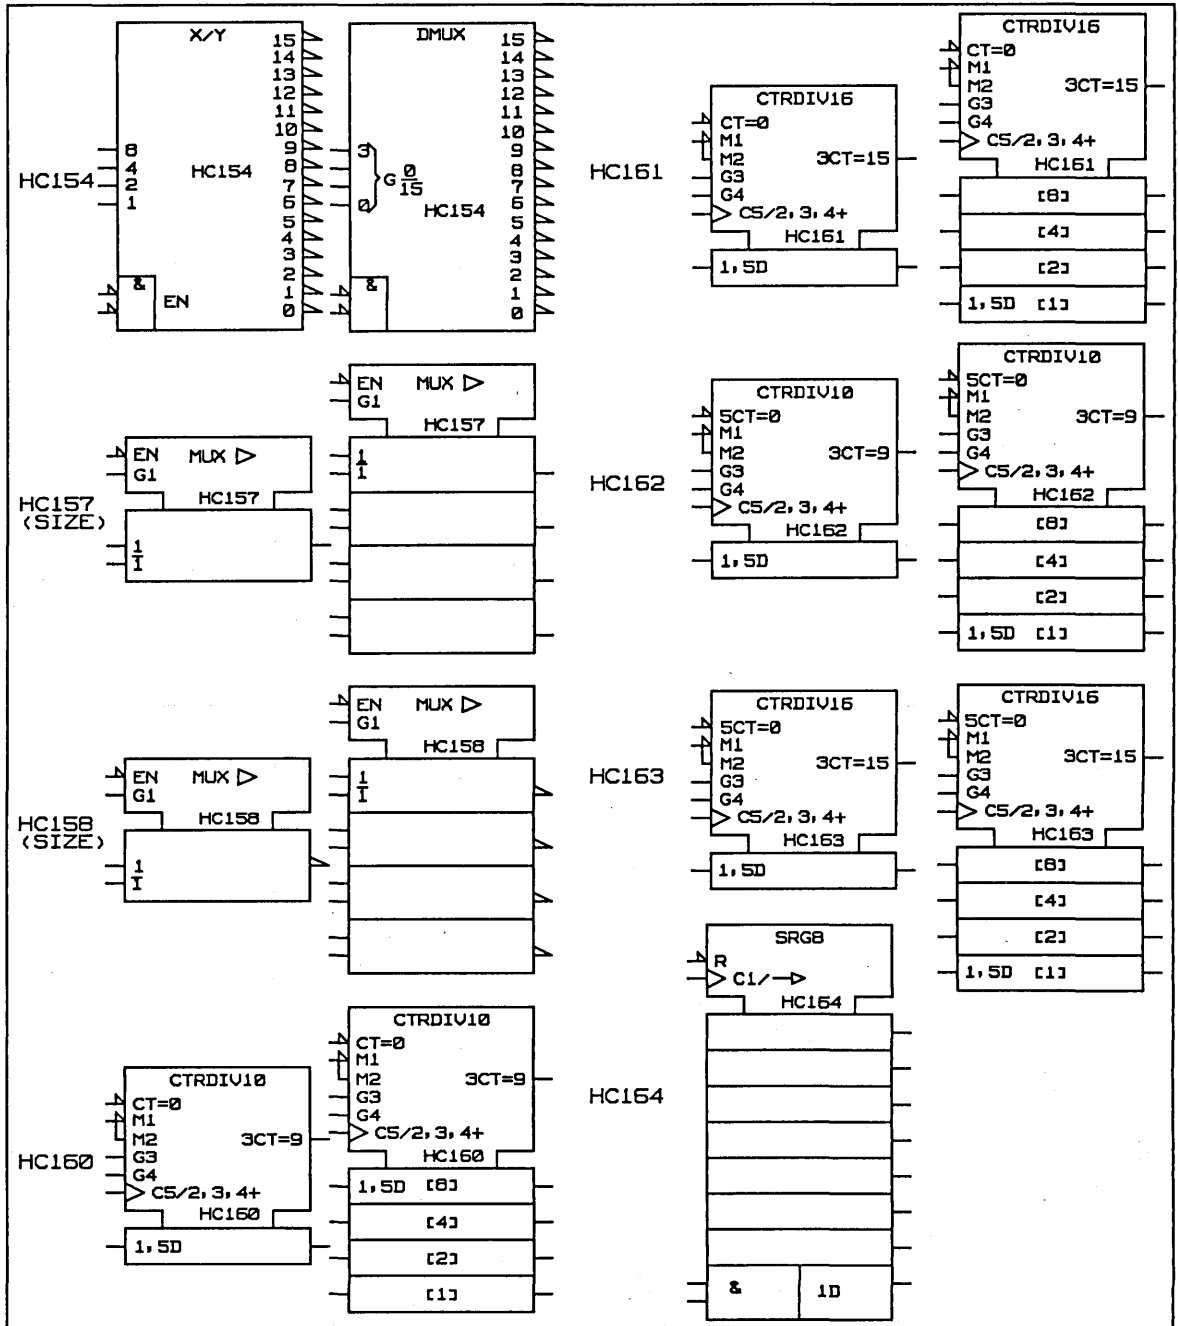 HC154
X/Y
15
14
13
12
11
10
9
8
7
6
5
4
3
2
1
0
8
4
2
1
HC154
&
EN
DMUX
15
14
13
12
11
10
9
8
7
6
5
4
3
2
1
0
3
0
G 0/15
HC154
&
HC157
(SIZE)
EN MUX
G1
HC157
1
1̅
EN MUX
G1
HC157
1
1
HC158
(SIZE)
EN MUX
G1
HC158
1
1̅
EN MUX
G1
HC158
1
1̅
HC160
CTRDIV10
CT=0
M1
M2
3CT=9
G3
G4
C5/2,3,4+
HC160
1,5D
CTRDIV10
CT=0
M1
M2
3CT=9
G3
G4
C5/2,3,4+
HC160
1,5D [8]
[4]
[2]
[1]
HC161
CTRDIV16
CT=0
M1
M2
3CT=15
G3
G4
C5/2,3,4+
HC161
1,5D
CTRDIV16
CT=0
M1
M2
3CT=15
G3
G4
C5/2,3,4+
HC161
[8]
[4]
[2]
1,5D [1]
HC162
CTRDIV10
5CT=0
M1
M2
3CT=9
G3
G4
C5/2,3,4+
HC162
1,5D
CTRDIV10
5CT=0
M1
M2
3CT=9
G3
G4
C5/2,3,4+
HC162
[8]
[4]
[2]
1,5D [1]
HC163
CTRDIV16
5CT=0
M1
M2
3CT=15
G3
G4
C5/2,3,4+
HC163
1,5D
CTRDIV16
5CT=0
M1
M2
3CT=15
G3
G4
C5/2,3,4+
HC163
[8]
[4]
[2]
1,5D [1]
HC164
SRG8
R
C1/→
HC164
& 1D